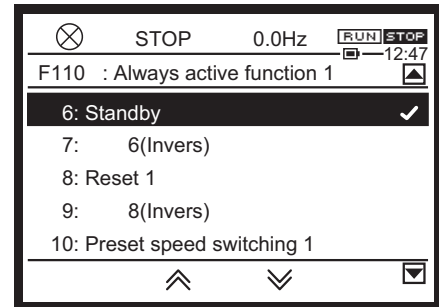 STOP 0.0Hz RUN STOP
12:47
F110 : Always active function 1
6: Standby
7: 6(Invers)
8: Reset 1
9: 8(Invers)
10: Preset speed switching 1